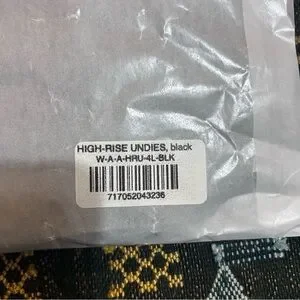 HIGH-RISE UNDIES, black
W-A-A-HRU-4L-BLK
717052043236